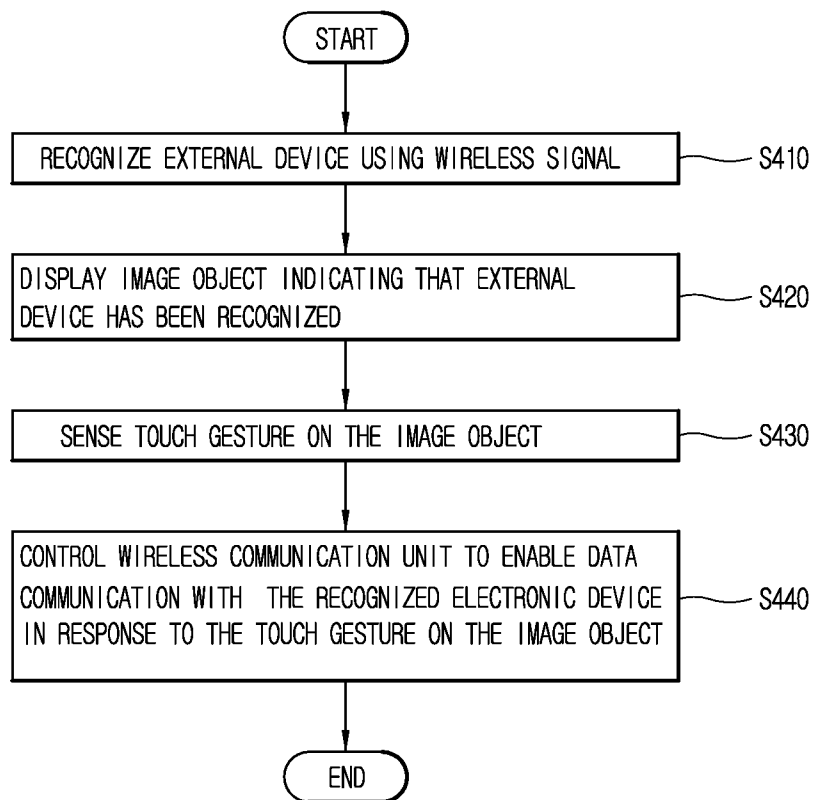 START
RECOGNIZE EXTERNAL DEVICE USING WIRELESS SIGNAL
S410
DISPLAY IMAGE OBJECT INDICATING THAT EXTERNAL
DEVICE HAS BEEN RECOGNIZED
S420
SENSE TOUCH GESTURE ON THE IMAGE OBJECT
S430
CONTROL WIRELESS COMMUNICATION UNIT TO ENABLE DATA
COMMUNICATION WITH THE RECOGNIZED ELECTRONIC DEVICE
IN RESPONSE TO THE TOUCH GESTURE ON THE IMAGE OBJECT
S440
END